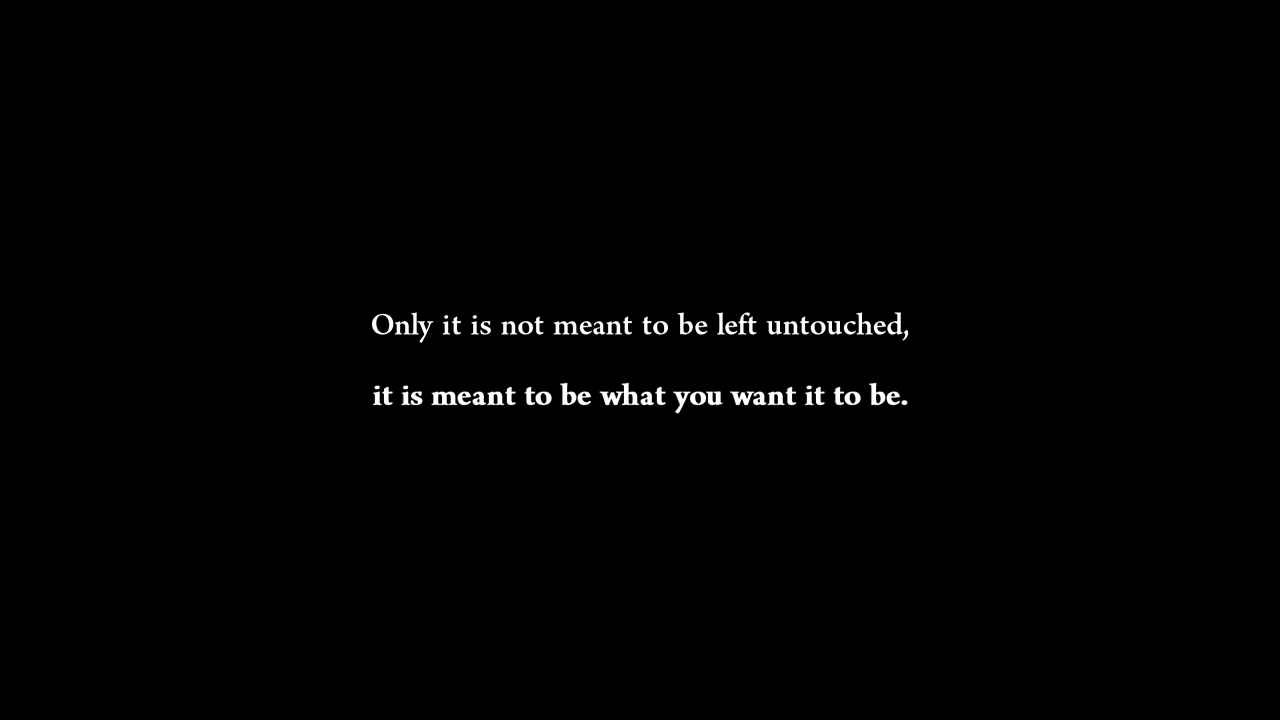 Only it is not meant to be left untouched,
it is meant to be what you want it to be.